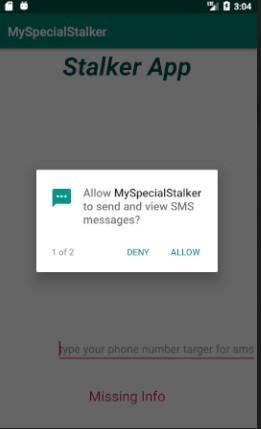 3:04
MySpecialStalker
Stalker App
Allow MySpecialStalker
to send and view SMS
messages?
1 of 2 DENY ALLOW
type your phone number targer for sms
Missing Info